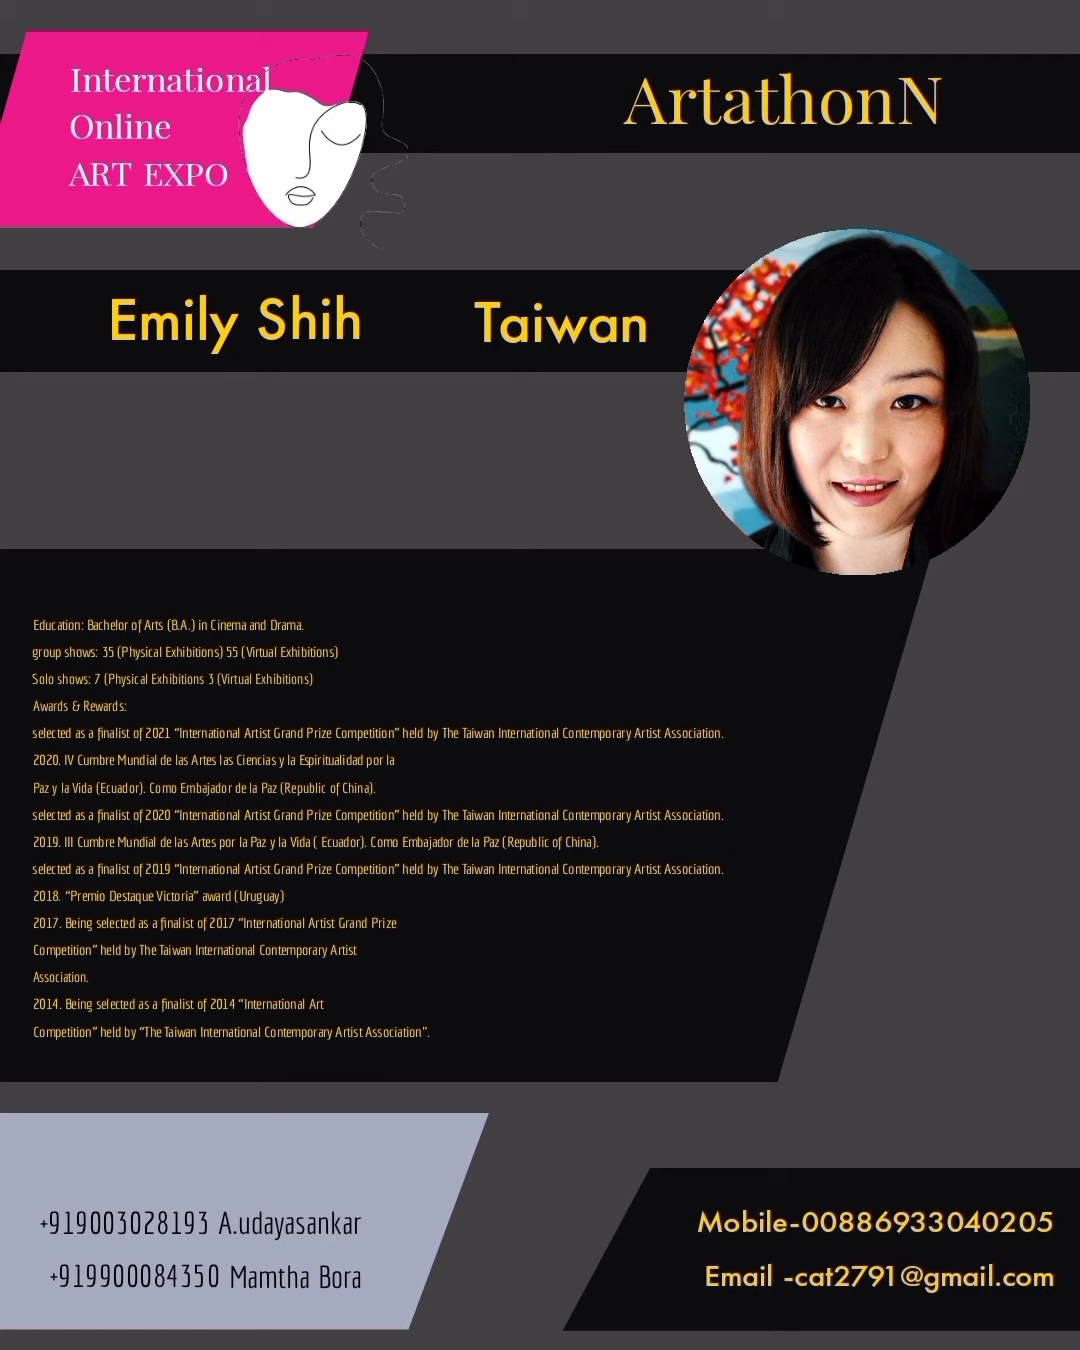 International
Online
ART EXPO
ArtathonN
Emily Shih
Taiwan
Education: Bachelor of Arts (B.A.) in Cinema and Drama.
group shows: 35 (Physical Exhibitions) 55 (Virtual Exhibitions)
Solo shows: 7 (Physical Exhibitions 3 (Virtual Exhibitions)
Awards & Rewards:
selected as a finalist of 2021 “International Artist Grand Prize Competition” held by The Taiwan International Contemporary Artist Association.
2020. IV Cumbre Mundial de las Artes las Ciencias y la Espiritualidad por la
Paz y la Vida (Ecuador). Como Embajador de la Paz (Republic of China).
selected as a finalist of 2020 “International Artist Grand Prize Competition” held by The Taiwan International Contemporary Artist Association.
2019. III Cumbre Mundial de las Artes por la Paz y la Vida ( Ecuador). Como Embajador de la Paz (Republic of China).
selected as a finalist of 2019 “International Artist Grand Prize Competition” held by The Taiwan International Contemporary Artist Association.
2018. “Premio Destaque Victoria” award (Uruguay)
2017. Being selected as a finalist of 2017 “International Artist Grand Prize
Competition” held by The Taiwan International Contemporary Artist
Association.
2014. Being selected as a finalist of 2014 “International Art
Competition” held by “The Taiwan International Contemporary Artist Association”.
+919003028193 A.udayasankar
+919900084350 Mamtha Bora
Mobile-00886933040205
Email -cat2791@gmail.com